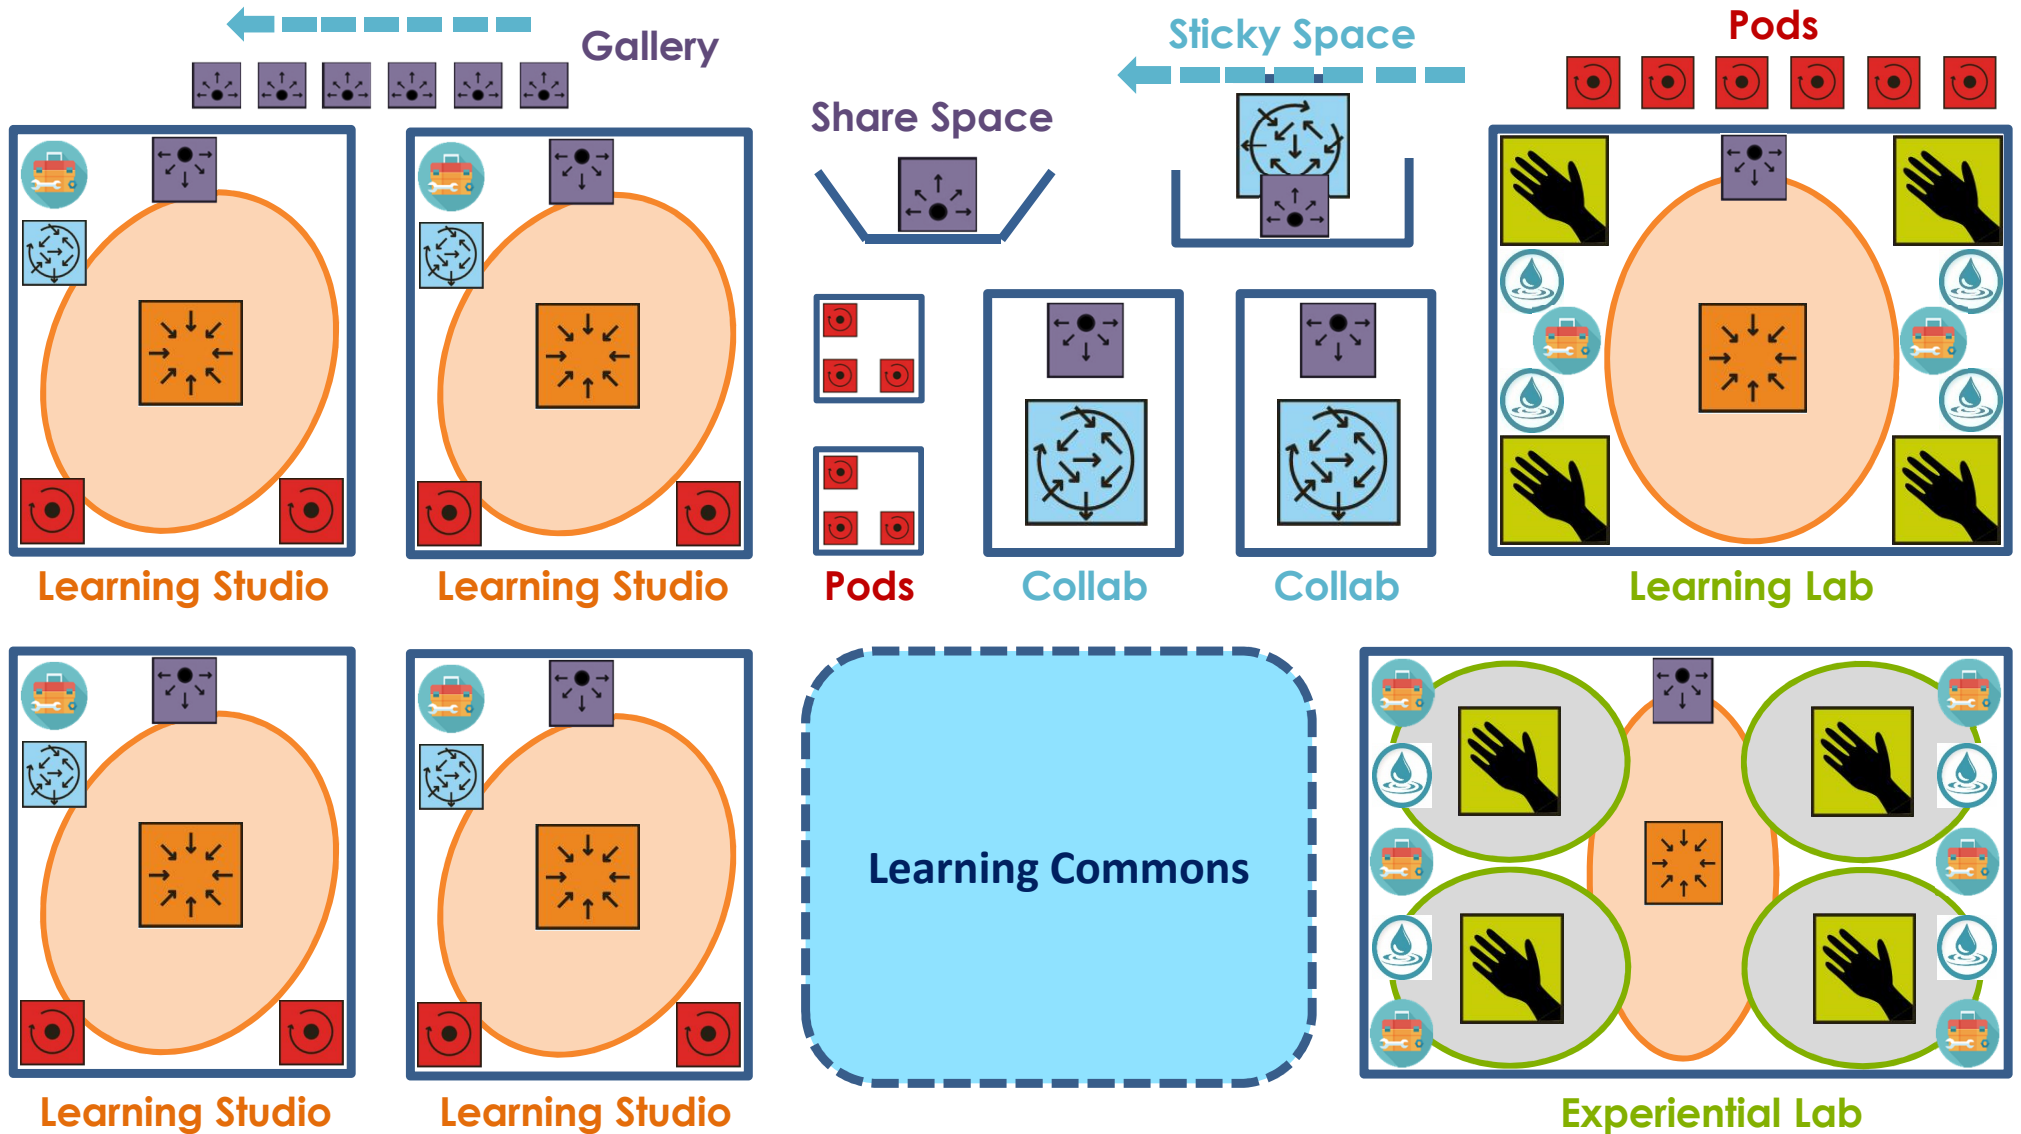 Gallery
Share Space
Sticky Space
Pods
Learning Studio
Learning Studio
Pods
Collab
Collab
Learning Lab
Learning Commons
Learning Studio
Learning Studio
Experiential Lab